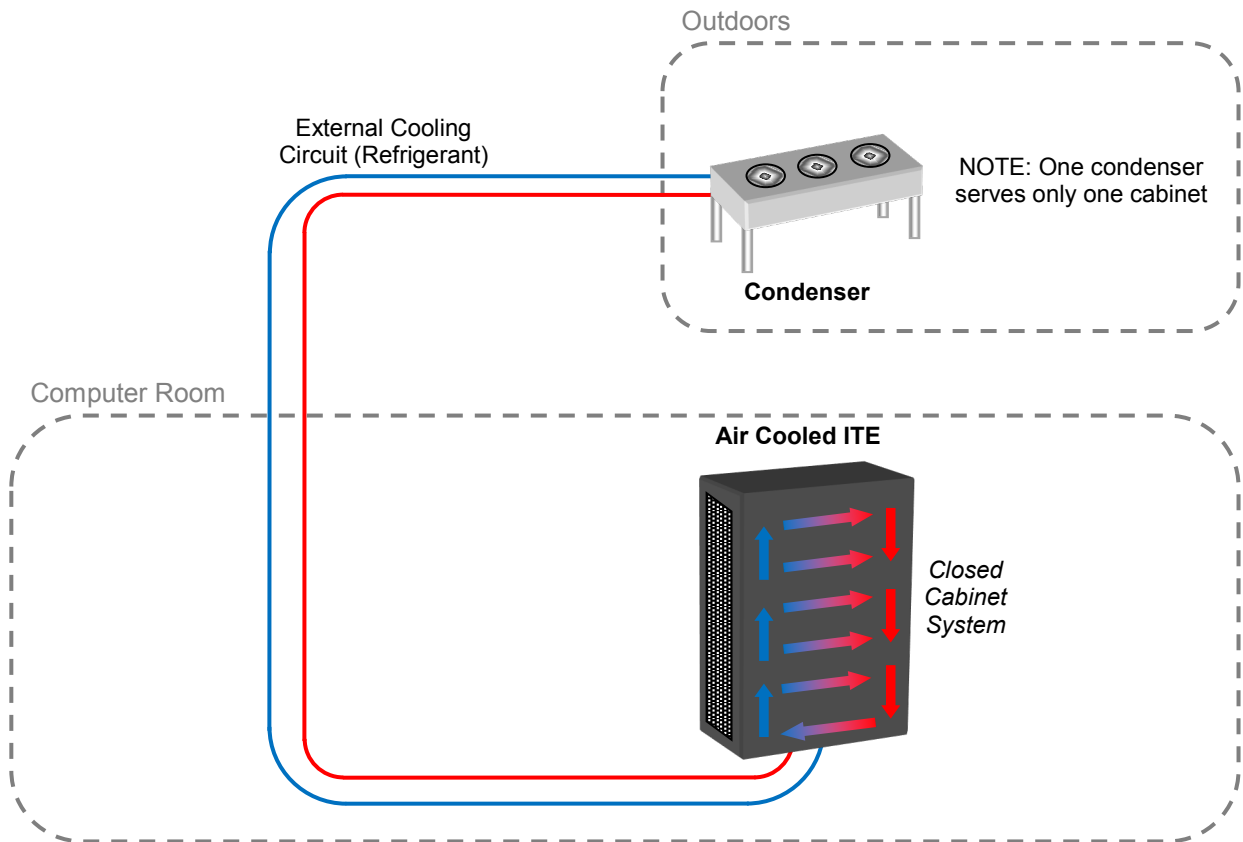 Outdoors
External Cooling
Circuit (Refrigerant)
NOTE: One condenser
serves only one cabinet
Condenser
Computer Room
Air Cooled ITE
Closed
Cabinet
System